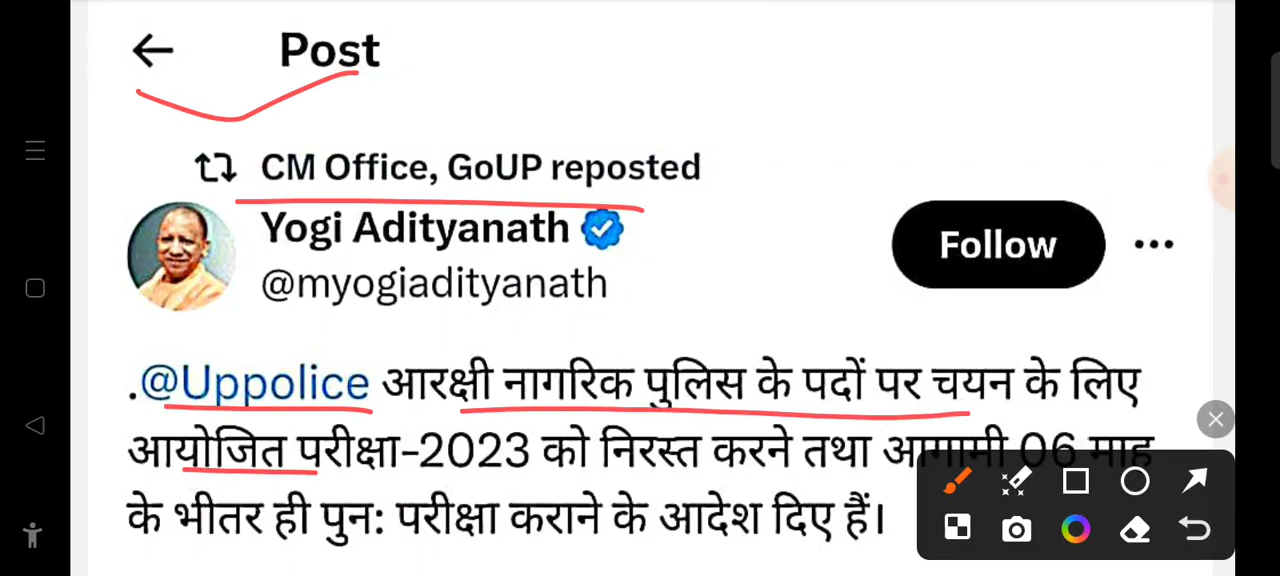 Post
CM Office, GoUP reposted
Yogi Adityanath
Follow
@myogiadityanath
.@Uppolice आरक्षी नागरिक पुलिस के पदों पर चयन के लिए
आयोजित परीक्षा-2023 को निरस्त करने तथा आगामी 06 माह
के भीतर ही पुन: परीक्षा कराने के आदेश दिए हैं।